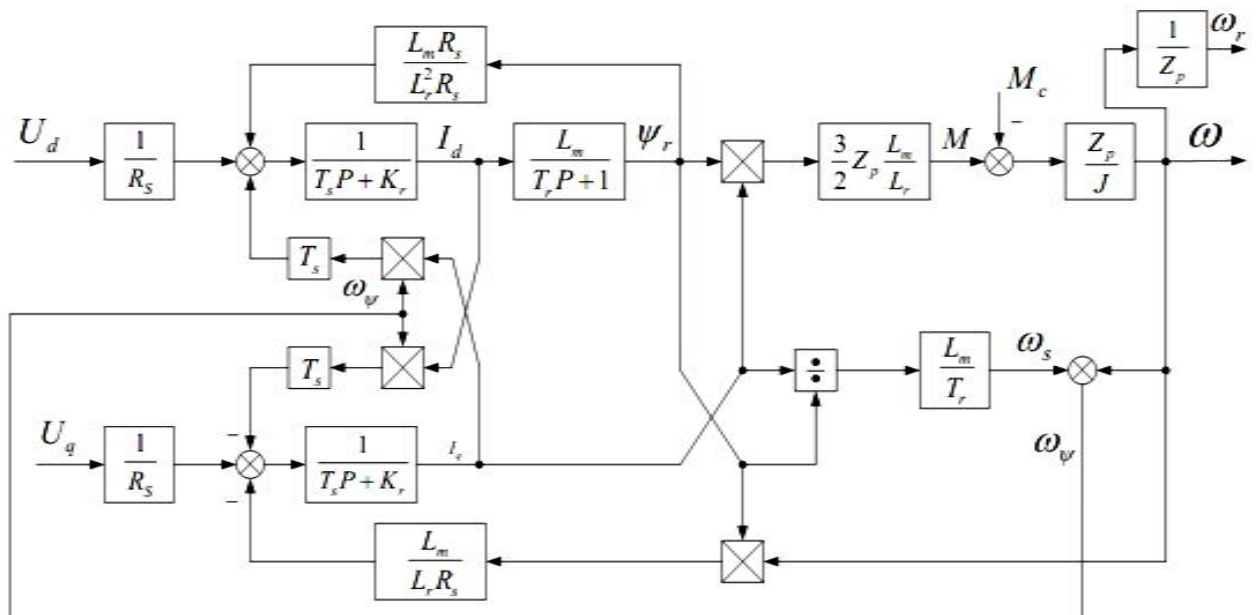 L_m R_s / L_r^2 R_s
1 / Z_p
ω_r
M_c
−
U_d
1 / R_S
1 / T_s P + K_r
I_d
L_m / T_r P + 1
ψ_r
3/2 Z_p L_m / L_r
M
Z_p / J
ω
T_s
ω_ψ
÷
T_s
L_m / T_r
ω_s
U_q
1 / R_S
−
−
1 / T_s P + K_r
I_q
ω_ψ
L_m / L_r R_s